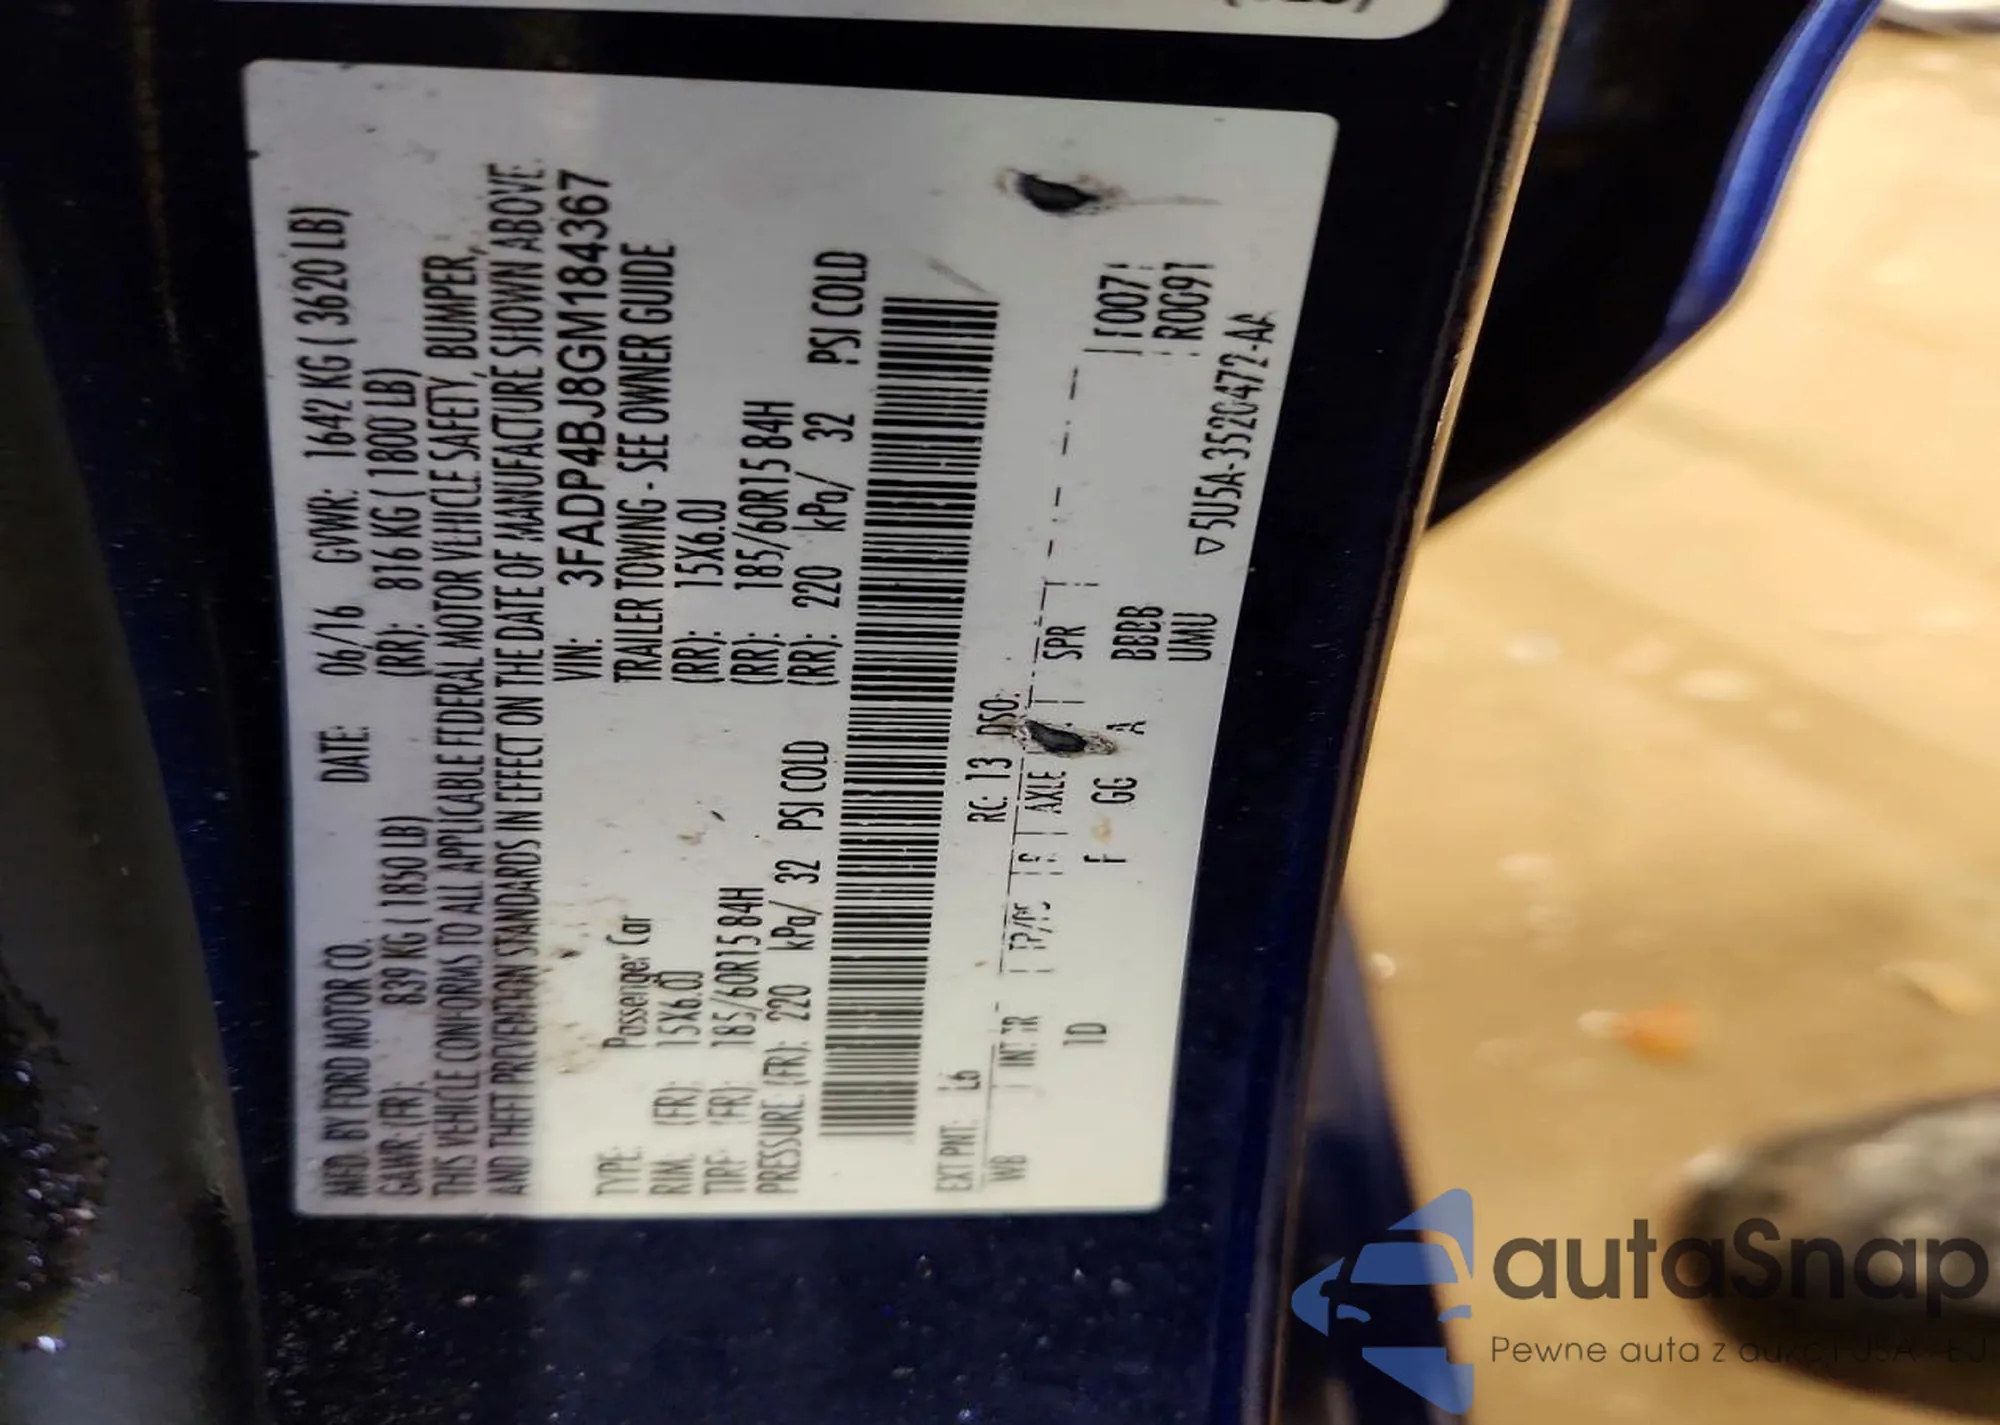 MFD. BY FORD MOTOR CO. DATE: 06/16 GVWR: 1642 KG ( 3620 LB)
GAWR (FR): 839 KG ( 1850 LB) (RR): 816 KG ( 1800 LB)
THIS VEHICLE CONFORMS TO ALL APPLICABLE FEDERAL MOTOR VEHICLE SAFETY, BUMPER,
AND THEFT PREVENTION STANDARDS IN EFFECT ON THE DATE OF MANUFACTURE SHOWN ABOVE.
VIN: 3FADP4BJ8GM184367
TYPE: Passenger Car TRAILER TOWING - SEE OWNER GUIDE
RIM: (FR): 15X6.0J (RR): 15X6.0J
TIRE (FR): 185/60R15 84H (RR): 185/60R15 84H
PRESSURE (FR): 220 kPa/ 32 PSI COLD (RR): 220 kPa/ 32 PSI COLD
EXT PNT: L6 RC: 13 DSO:
WB INT TR TP/PS AXLE SPR
1D F GG A BBBB
UMU
▽5U5A-3520472-AA
autaSnap
Pewne auta z